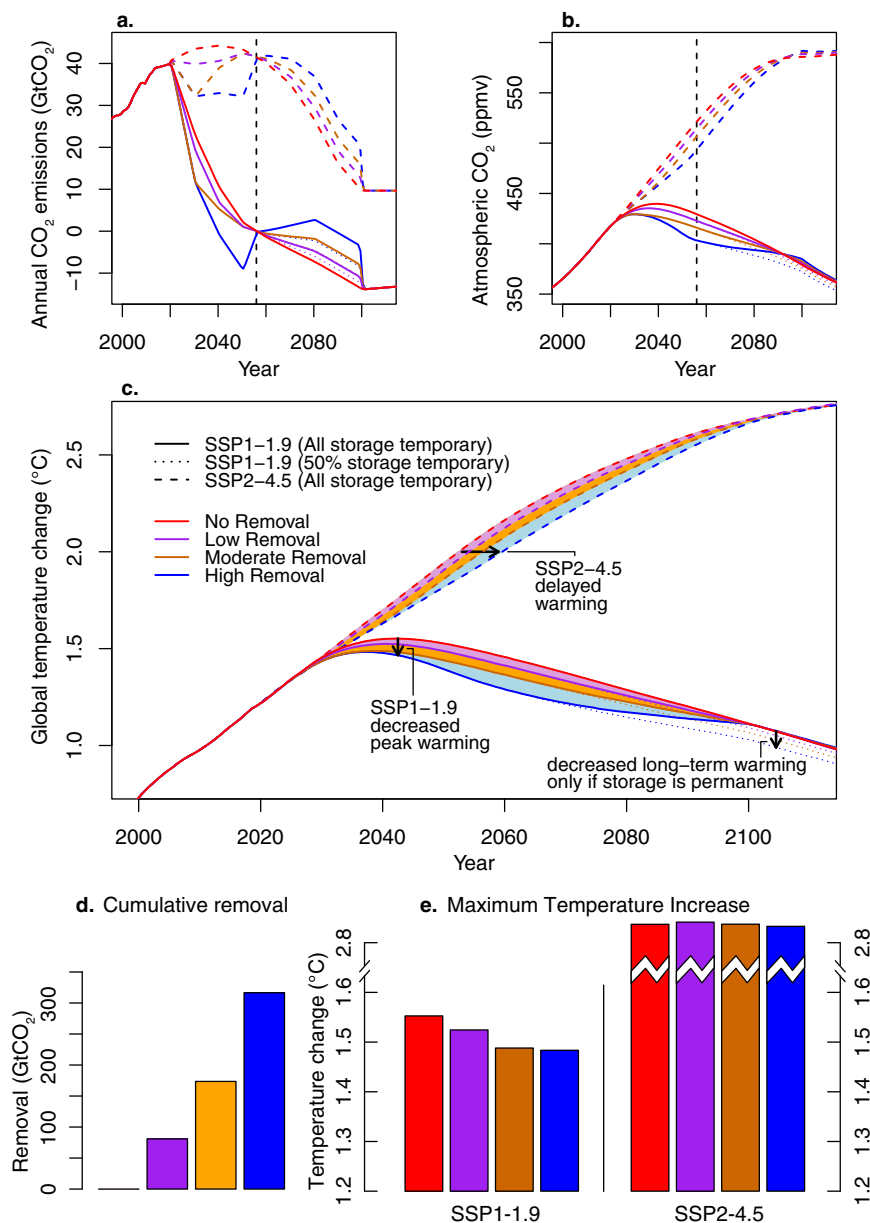 a.
Annual CO2 emissions (GtCO2)
40
30
20
10
0
−10
2000
2040
2080
Year
b.
Atmospheric CO2 (ppmv)
550
450
350
2000
2040
2080
Year
c.
Global temperature change (°C)
2.5
2.0
1.5
1.0
SSP1−1.9 (All storage temporary)
SSP1−1.9 (50% storage temporary)
SSP2−4.5 (All storage temporary)
No Removal
Low Removal
Moderate Removal
High Removal
SSP2−4.5
delayed
warming
SSP1−1.9
decreased
peak warming
decreased long−term warming
only if storage is permanent
2000
2020
2040
2060
2080
2100
Year
d. Cumulative removal
Removal (GtCO2)
300
200
100
0
e. Maximum Temperature Increase
Temperature change (°C)
2.8
1.6
1.5
1.4
1.3
1.2
2.8
1.6
1.5
1.4
1.3
1.2
SSP1-1.9
SSP2-4.5